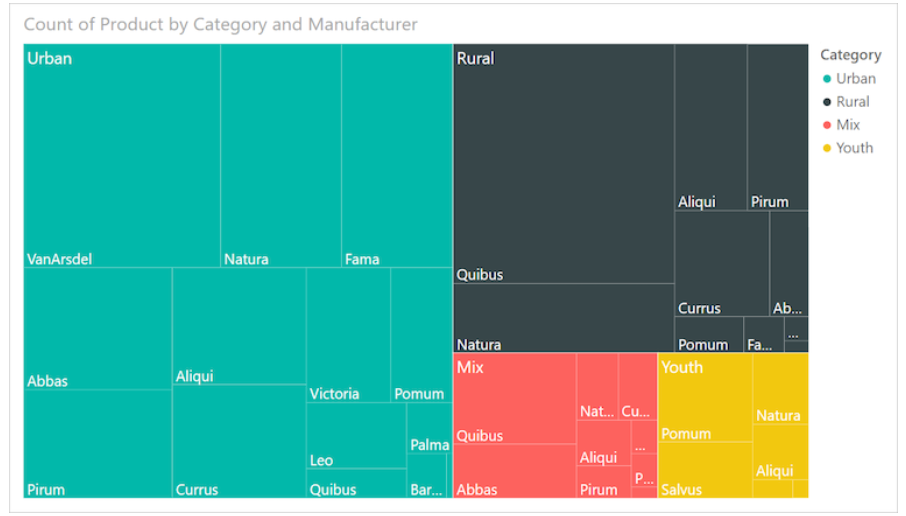 Count of Product by Category and Manufacturer
Urban
VanArsdel
Natura
Fama
Abbas
Aliqui
Victoria
Pomum
Pirum
Currus
Leo
Palma
Quibus
Bar...
Rural
Quibus
Aliqui
Pirum
Natura
Currus
Ab...
Pomum
Fa...
...
Mix
Quibus
Nat...
Cu...
Abbas
Aliqui
...
Pirum
P...
Youth
Pomum
Natura
Salvus
Aliqui
Category
Urban
Rural
Mix
Youth